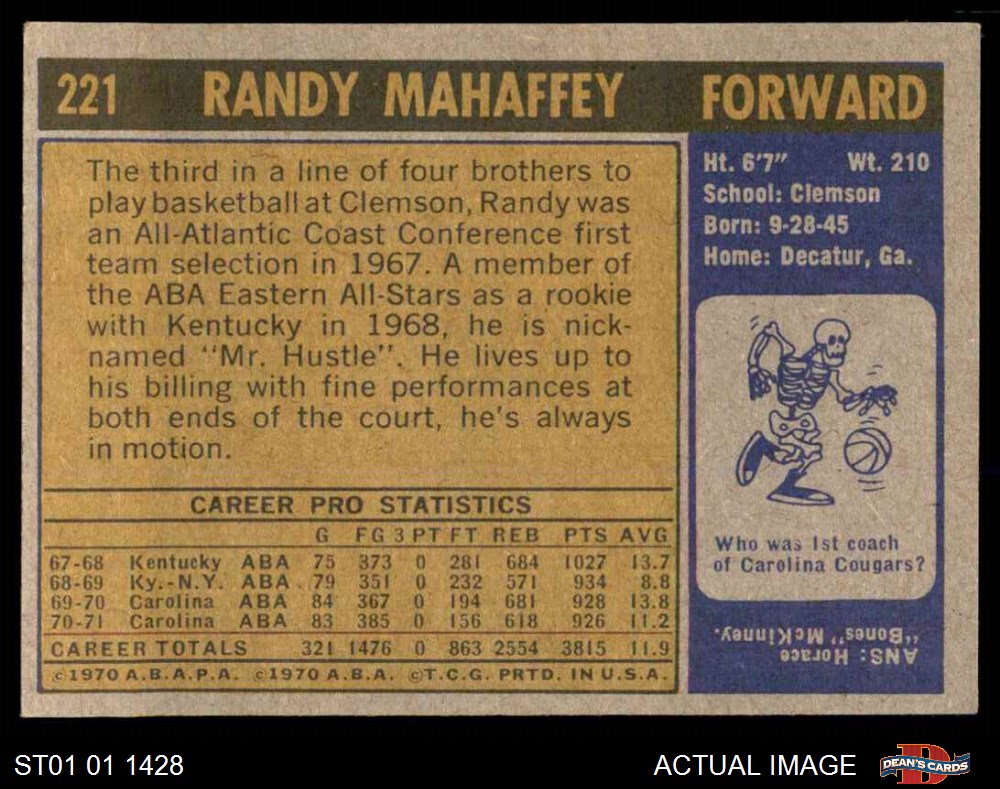 221 RANDY MAHAFFEY FORWARD
The third in a line of four brothers to
play basketball at Clemson, Randy was
an All-Atlantic Coast Conference first
team selection in 1967. A member of
the ABA Eastern All-Stars as a rookie
with Kentucky in 1968, he is nick-
named "Mr. Hustle". He lives up to
his billing with fine performances at
both ends of the court, he's always
in motion.
CAREER PRO STATISTICS
G FG 3 PT FT REB PTS AVG
67-68 Kentucky ABA 75 373 0 281 684 1027 13.7
68-69 Ky.-N.Y. ABA 79 351 0 232 571 934 8.8
69-70 Carolina ABA 84 367 0 194 681 928 13.8
70-71 Carolina ABA 83 385 0 156 618 926 11.2
CAREER TOTALS 321 1476 0 863 2554 3815 11.9
©1970 A.B.A.P.A. ©1970 A.B.A. ©T.C.G. PRTD. IN U.S.A.
Ht. 6'7" Wt. 210
School: Clemson
Born: 9-28-45
Home: Decatur, Ga.
Who was 1st coach
of Carolina Cougars?
ANS: Horace
"Bones" McKinney.
ST01 01 1428
ACTUAL IMAGE
D
DEAN'S CARDS